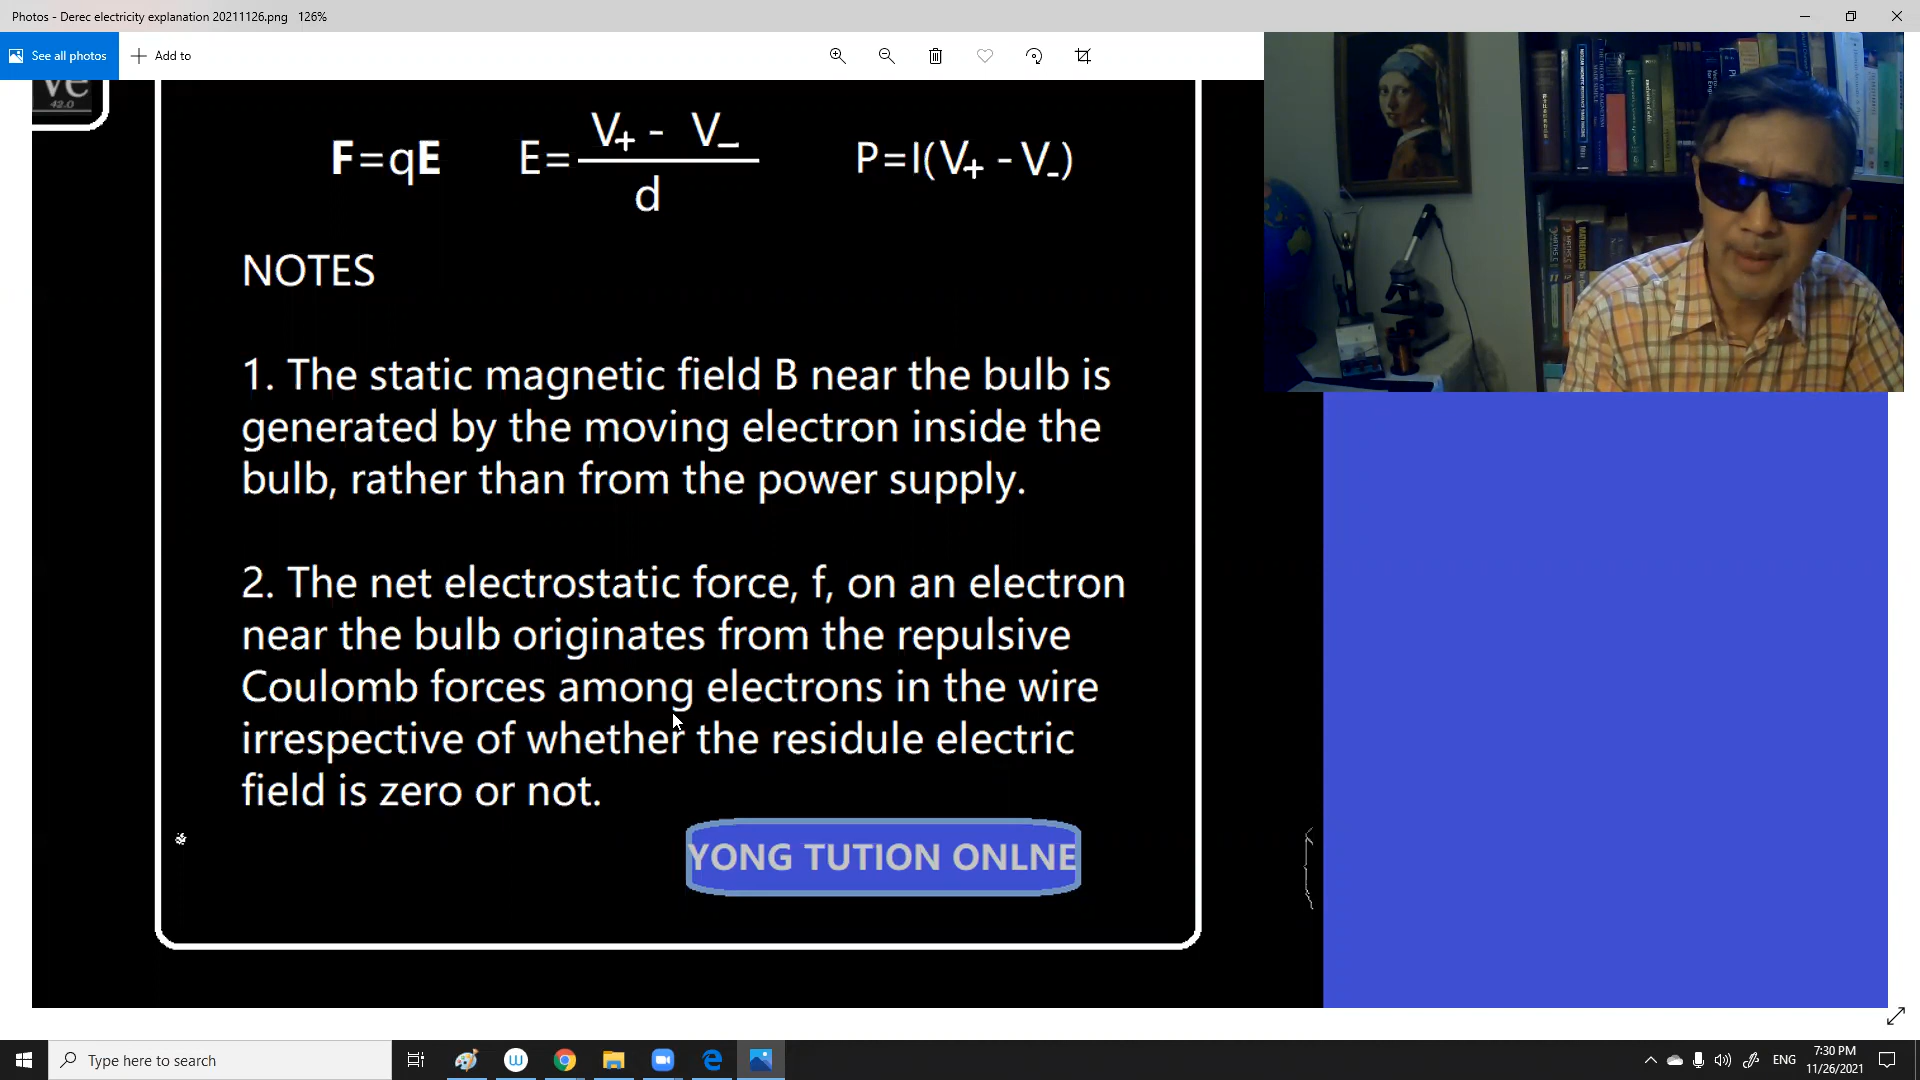 Photos - Derec electricity explanation 20211126.png 126%
See all photos
Add to
Ve
42.0
F=qE E= V+ - V− / d P=I(V+ - V-)
NOTES
1. The static magnetic field B near the bulb is
generated by the moving electron inside the
bulb, rather than from the power supply.
2. The net electrostatic force, f, on an electron
near the bulb originates from the repulsive
Coulomb forces among electrons in the wire
irrespective of whether the residule electric
field is zero or not.
YONG TUTION ONLNE
Type here to search
ENG
7:30 PM
11/26/2021